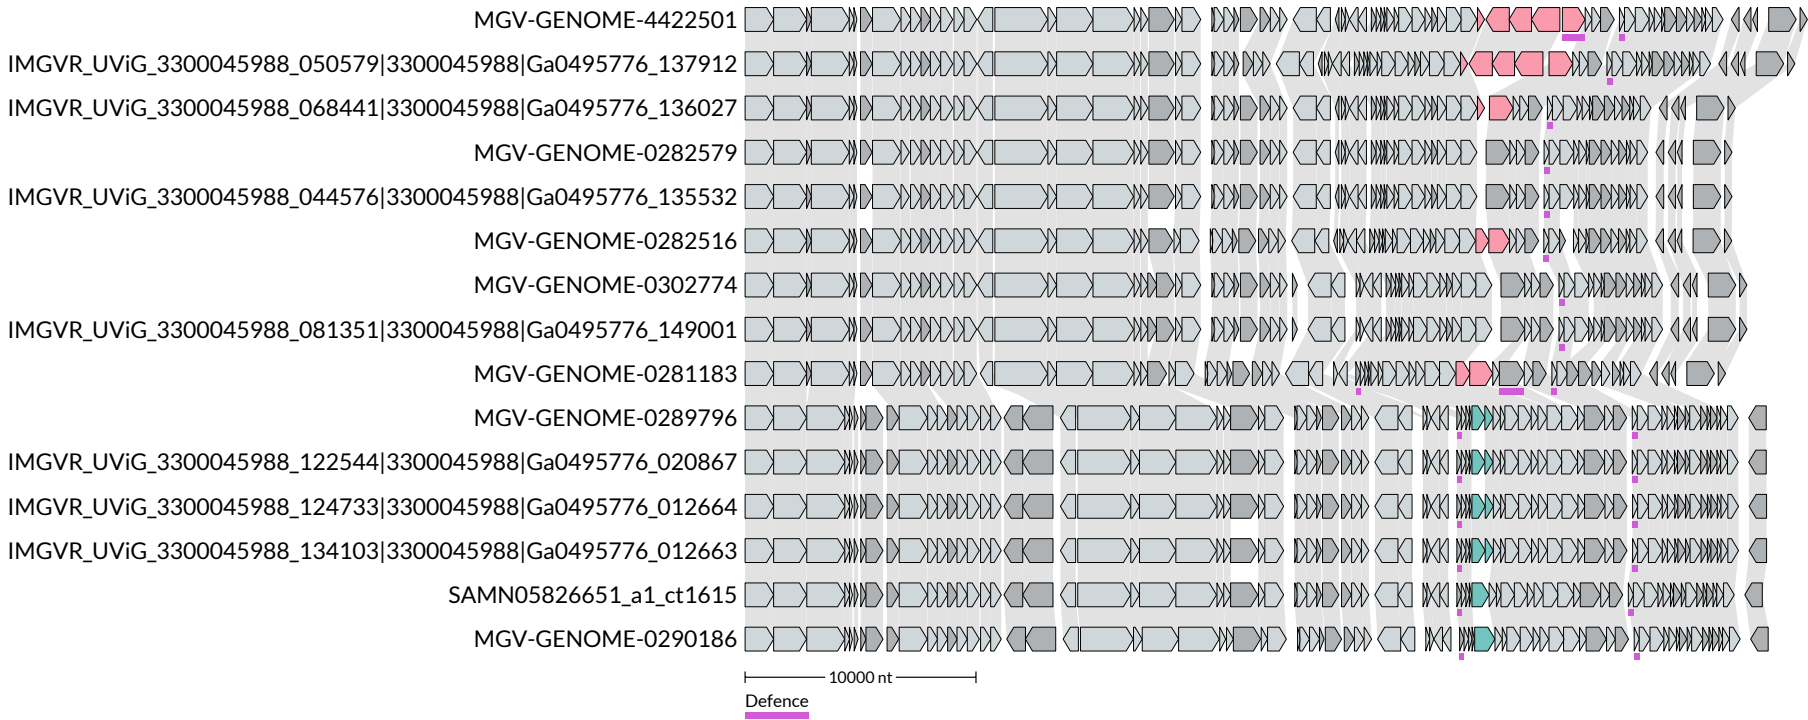 MGV-GENOME-4422501
IMGVR_UViG_3300045988_050579|3300045988|Ga0495776_137912
IMGVR_UViG_3300045988_068441|3300045988|Ga0495776_136027
MGV-GENOME-0282579
IMGVR_UViG_3300045988_044576|3300045988|Ga0495776_135532
MGV-GENOME-0282516
MGV-GENOME-0302774
IMGVR_UViG_3300045988_081351|3300045988|Ga0495776_149001
MGV-GENOME-0281183
MGV-GENOME-0289796
IMGVR_UViG_3300045988_122544|3300045988|Ga0495776_020867
IMGVR_UViG_3300045988_124733|3300045988|Ga0495776_012664
IMGVR_UViG_3300045988_134103|3300045988|Ga0495776_012663
SAMN05826651_a1_ct1615
MGV-GENOME-0290186
10000 nt
Defence